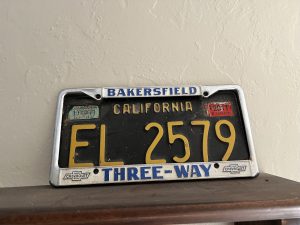 BAKERSFIELD
CALIFORNIA
EL 2579
THREE-WAY